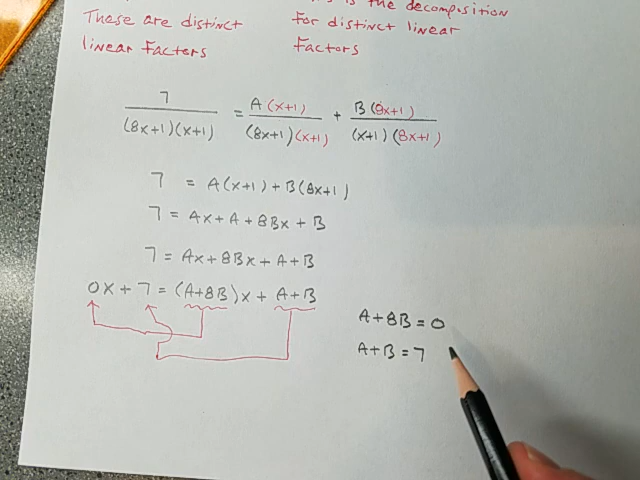 is the decomposition
These are distinct
for distinct linear
linear factors
Factors
7 / (8x+1)(x+1) = A(x+1) / (8x+1)(x+1) + B(8x+1) / (x+1)(8x+1)
7 = A(x+1) + B(8x+1)
7 = Ax + A + 8Bx + B
7 = Ax + 8Bx + A + B
0x + 7 = (A+8B)x + A+B
A+8B = 0
A+B = 7